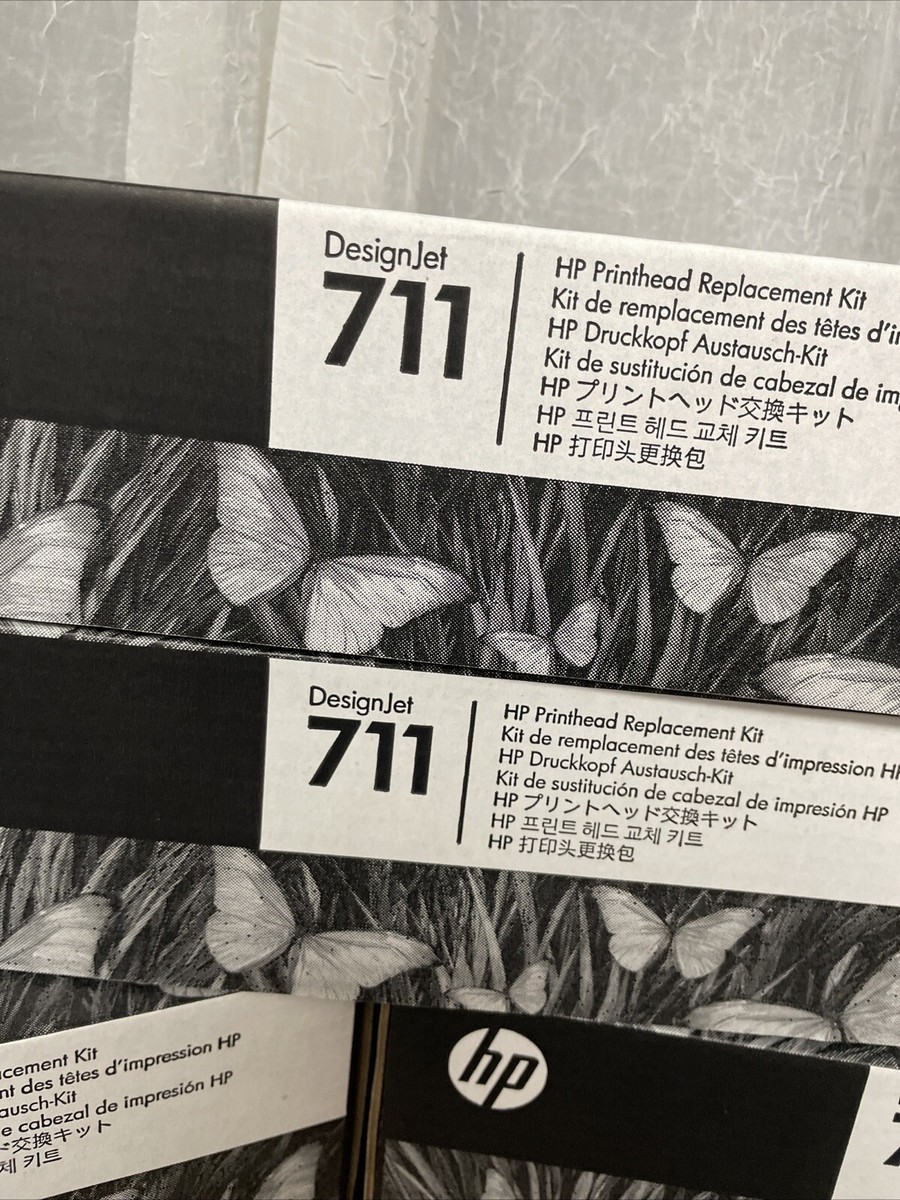 DesignJet
711
HP Printhead Replacement Kit
Kit de remplacement des têtes
HP Druckkopf Austausch-Kit
Kit de sustitución de cabezal de
HP プリントヘッド交換キット
HP 프린트 헤드 교체 키트
HP 打印头更换包
DesignJet
711
HP Printhead Replacement Kit
Kit de remplacement des têtes d'impression
HP Druckkopf Austausch-Kit
Kit de sustitución de cabezal de impresión HP
HP プリントヘッド交換キット
HP 프린트 헤드 교체 키트
HP 打印头更换包
Kit
des têtes d'impression HP
cabezal de impresión HP
交換キット
키트
hp